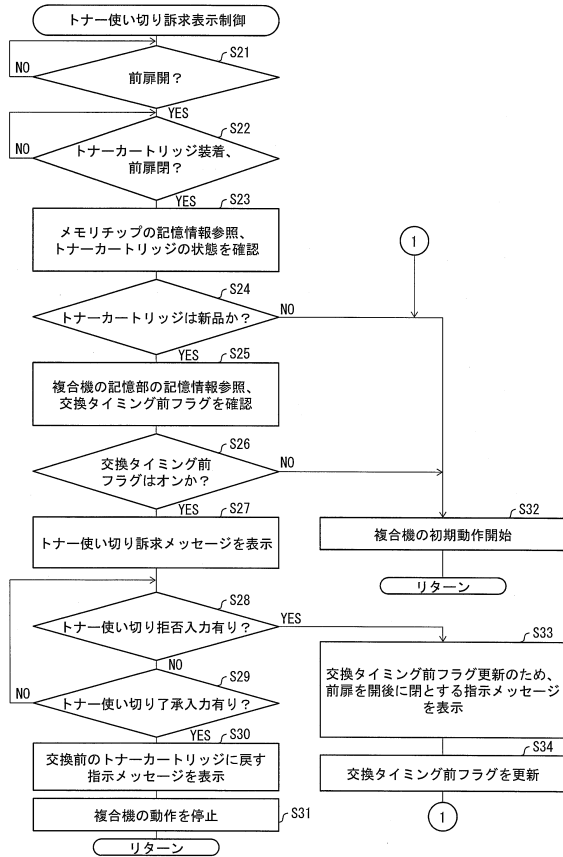 トナー使い切り訴求表示制御
S21
NO
前扉開？
YES
S22
NO
トナーカートリッジ装着、
前扉閉？
YES
S23
メモリチップの記憶情報参照、
トナーカートリッジの状態を確認
1
S24
トナーカートリッジは新品か？
NO
YES
S25
複合機の記憶部の記憶情報参照、
交換タイミング前フラグを確認
S26
交換タイミング前
フラグはオンか？
NO
YES
S27
トナー使い切り訴求メッセージを表示
S32
複合機の初期動作開始
リターン
S28
トナー使い切り拒否入力有り？
YES
NO
S33
交換タイミング前フラグ更新のため、
前扉を開後に閉とする指示メッセージ
を表示
S29
NO
トナー使い切り了承入力有り？
YES
S30
交換前のトナーカートリッジに戻す
指示メッセージを表示
S34
交換タイミング前フラグを更新
1
S31
複合機の動作を停止
リターン